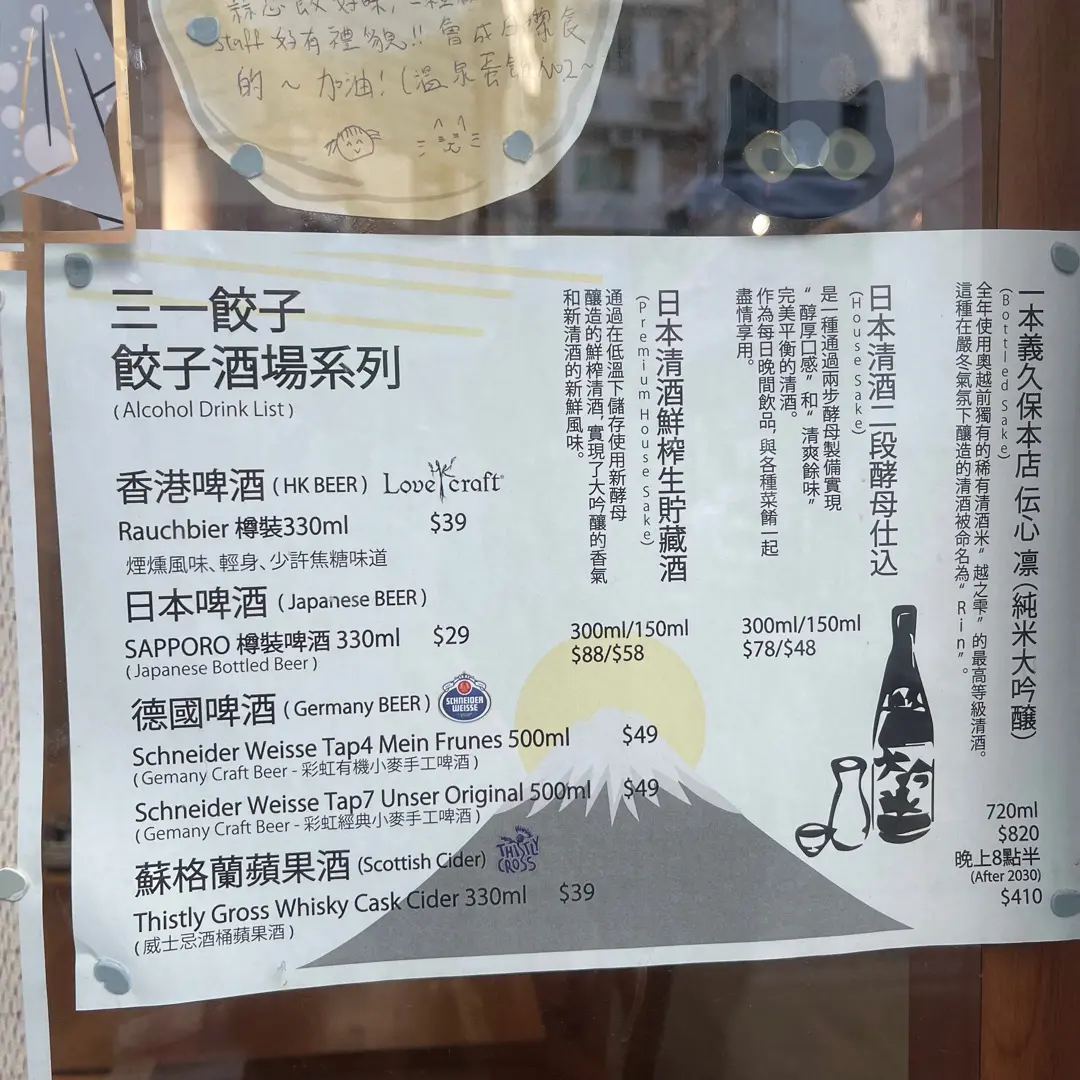 staff 好有禮貌!! 會成日嚟食
的~ 加油! (溫泉蛋 No2~
三一餃子
餃子酒場系列
(Alcohol Drink List)
香港啤酒 (HK BEER) Lovecraft
Rauchbier 樽裝330ml $39
煙燻風味、輕身、少許焦糖味道
日本啤酒 (Japanese BEER)
SAPPORO 樽裝啤酒 330ml $29
(Japanese Bottled Beer)
德國啤酒 (Germany BEER) SCHNEIDER WEISSE
Schneider Weisse Tap4 Mein Frunes 500ml $49
(Gemany Craft Beer - 彩虹有機小麥手工啤酒)
Schneider Weisse Tap7 Unser Original 500ml $49
(Gemany Craft Beer - 彩虹經典小麥手工啤酒)
蘇格蘭蘋果酒 (Scottish Cider) THISTLY CROSS
Thistly Gross Whisky Cask Cider 330ml $39
(威士忌酒桶蘋果酒)
一本義久保本店 伝心 凛 (純米大吟醸)
(Bottled Sake)
全年使用奧越前獨有的稀有清酒米“越之雫”的最高等級清酒。
這種在嚴冬氣氛下釀造的清酒被命名為“Rin”。
720ml
$820
晚上8點半
(After 2030)
$410
日本清酒二段酵母仕込
(House Sake)
是一種通過兩步酵母製備實現
“醇厚口感”和“清爽餘味”
完美平衡的清酒。
作為每日晚間飲品，與各種菜餚一起
盡情享用。
300ml/150ml
$78/$48
日本清酒鮮榨生貯藏酒
(Premium House Sake)
通過在低溫下儲存使用新酵母
釀造的鮮榨清酒，實現了大吟釀的香氣
和新清酒的新鮮風味。
300ml/150ml
$88/$58